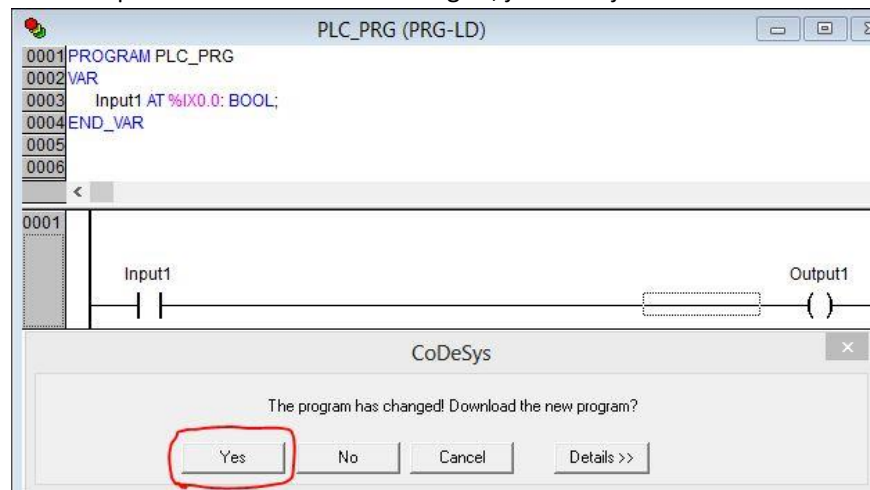 PLC_PRG (PRG-LD)
0001 PROGRAM PLC_PRG
0002 VAR
0003 Input1 AT %IX0.0: BOOL;
0004 END_VAR
0005
0006
0001
Input1 Output1
CoDeSys
The program has changed! Download the new program?
Yes No Cancel Details >>